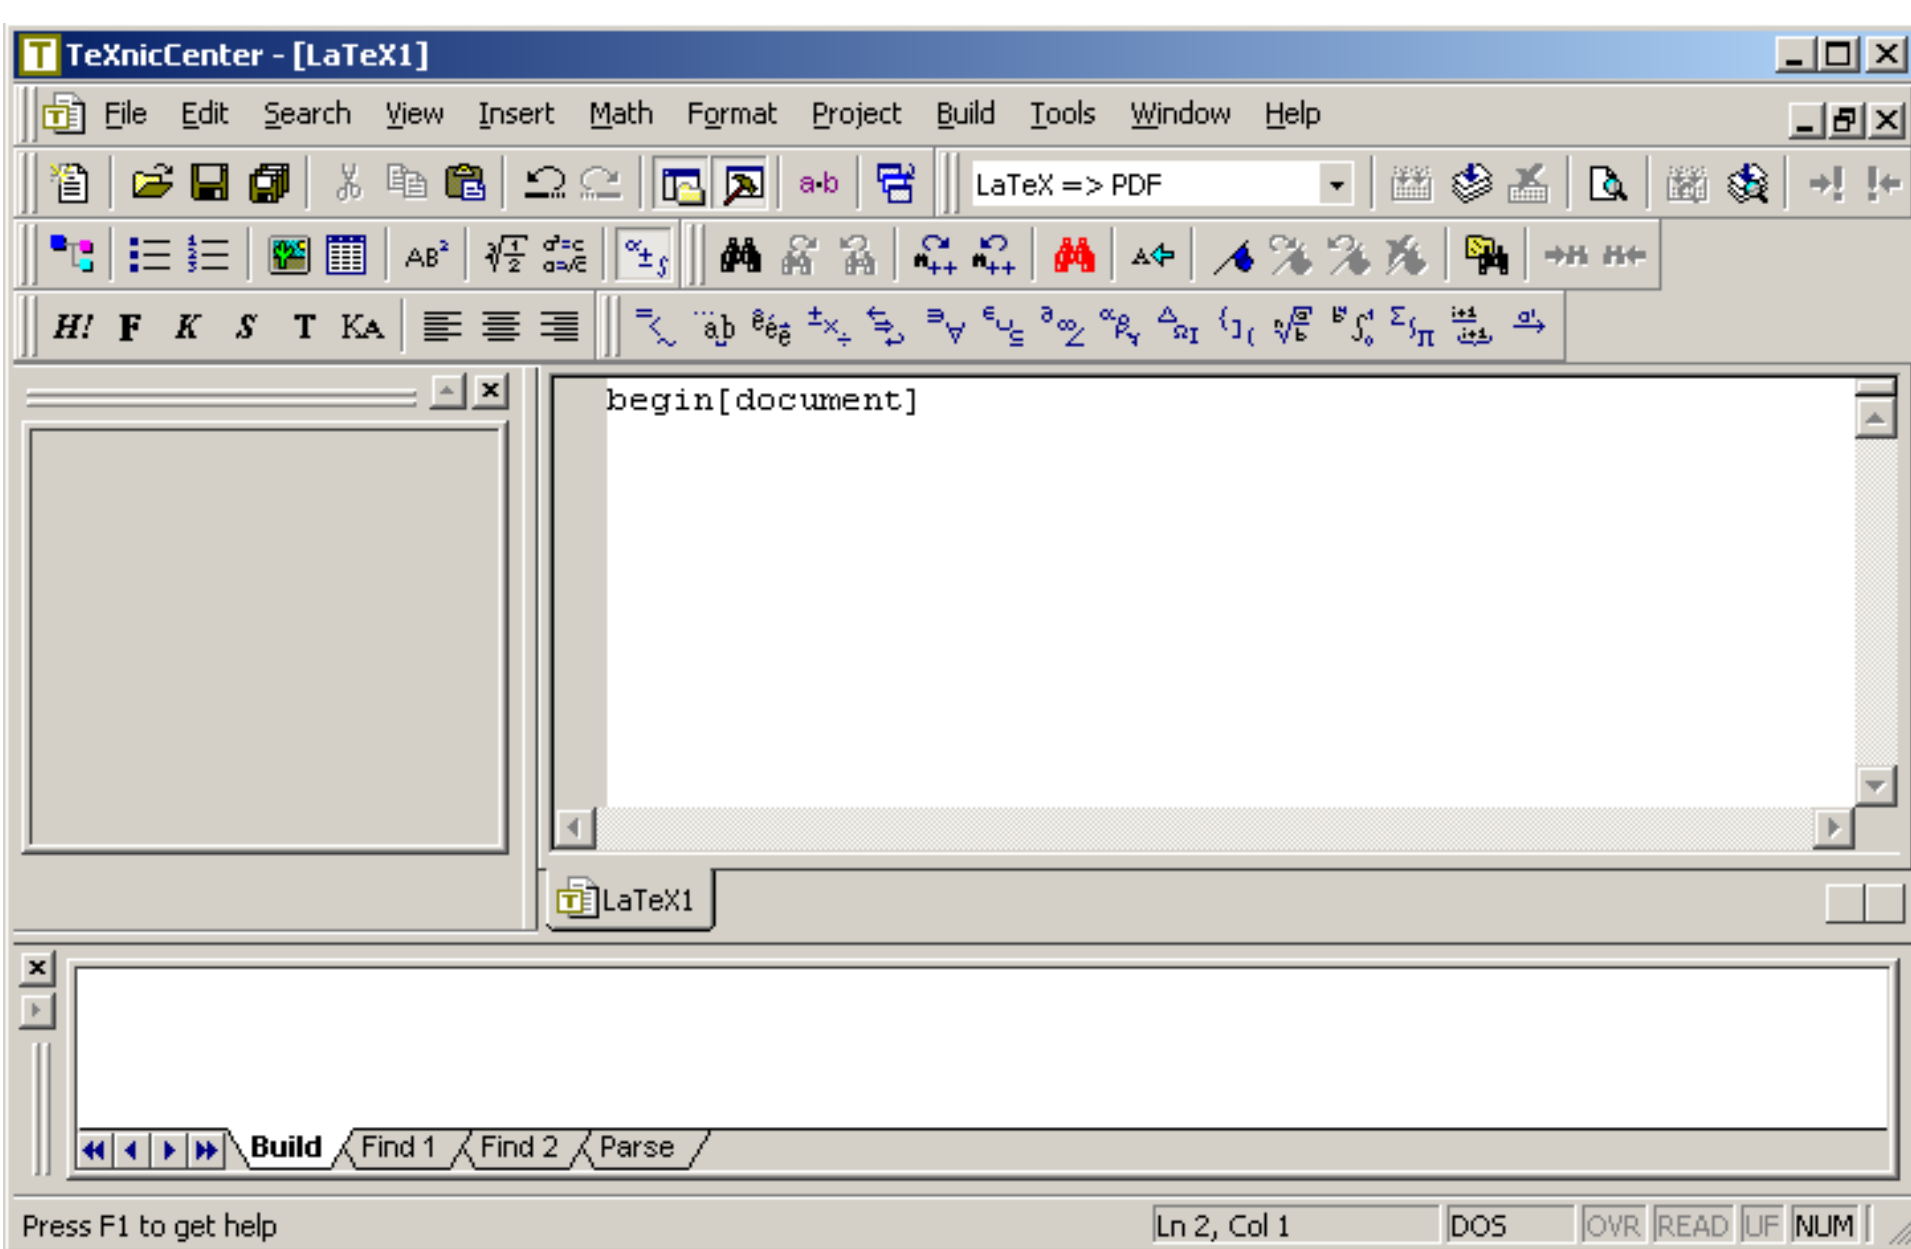 TeXnicCenter - [LaTeX1]
File Edit Search View Insert Math Format Project Build Tools Window Help
a-b LaTeX => PDF
AB²
H! F K S T KA
begin[document]
LaTeX1
Build Find 1 Find 2 Parse
Press F1 to get help Ln 2, Col 1 DOS OVR READ UF NUM